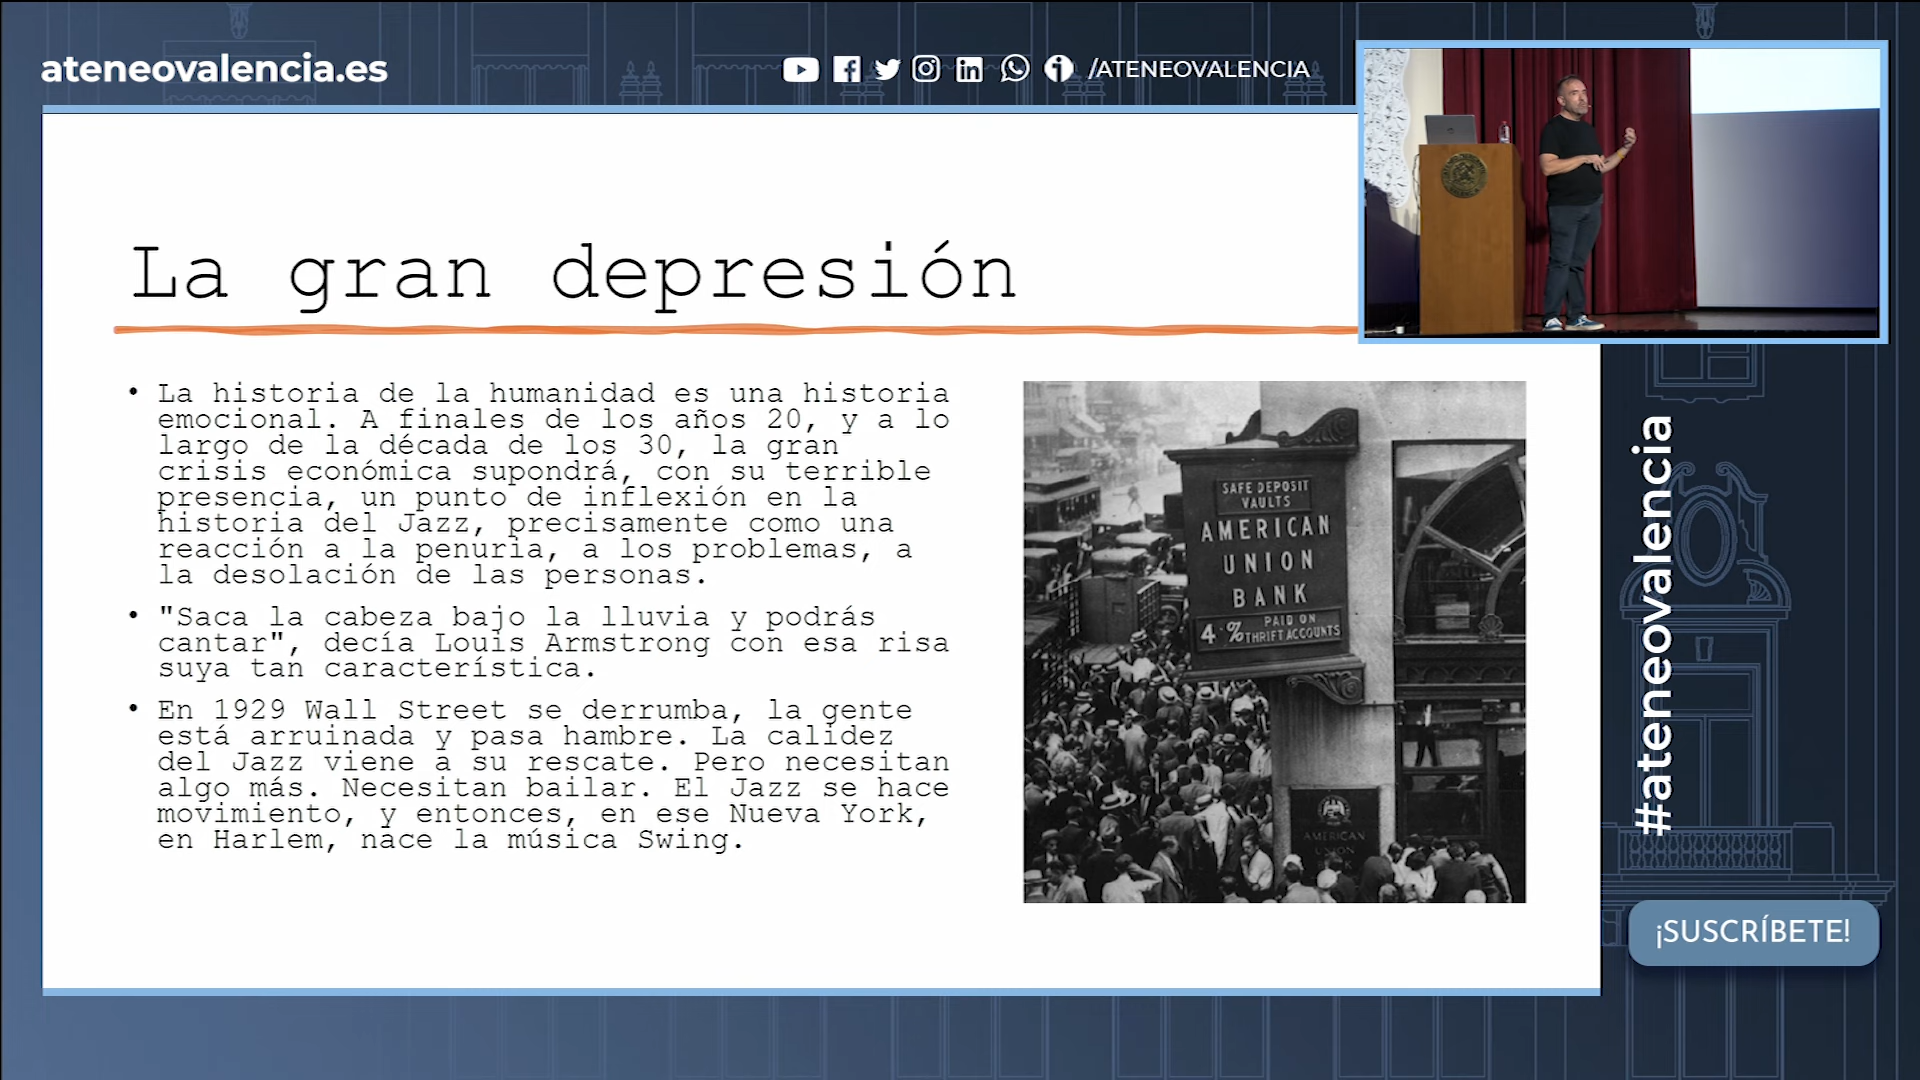 ateneovalencia.es
/ATENEOVALENCIA
La gran depresión
• La historia de la humanidad es una historia
emocional. A finales de los años 20, y a lo
largo de la década de los 30, la gran
crisis económica supondrá, con su terrible
presencia, un punto de inflexión en la
historia del Jazz, precisamente como una
reacción a la penuria, a los problemas, a
la desolación de las personas.
• "Saca la cabeza bajo la lluvia y podrás
cantar", decía Louis Armstrong con esa risa
suya tan característica.
• En 1929 Wall Street se derrumba, la gente
está arruinada y pasa hambre. La calidez
del Jazz viene a su rescate. Pero necesitan
algo más. Necesitan bailar. El Jazz se hace
movimiento, y entonces, en ese Nueva York,
en Harlem, nace la música Swing.
SAFE DEPOSIT
VAULTS
AMERICAN
UNION
BANK
4% PAID ON
THRIFT ACCOUNTS
AMERICAN
UNION
#ateneovalencia
¡SUSCRÍBETE!